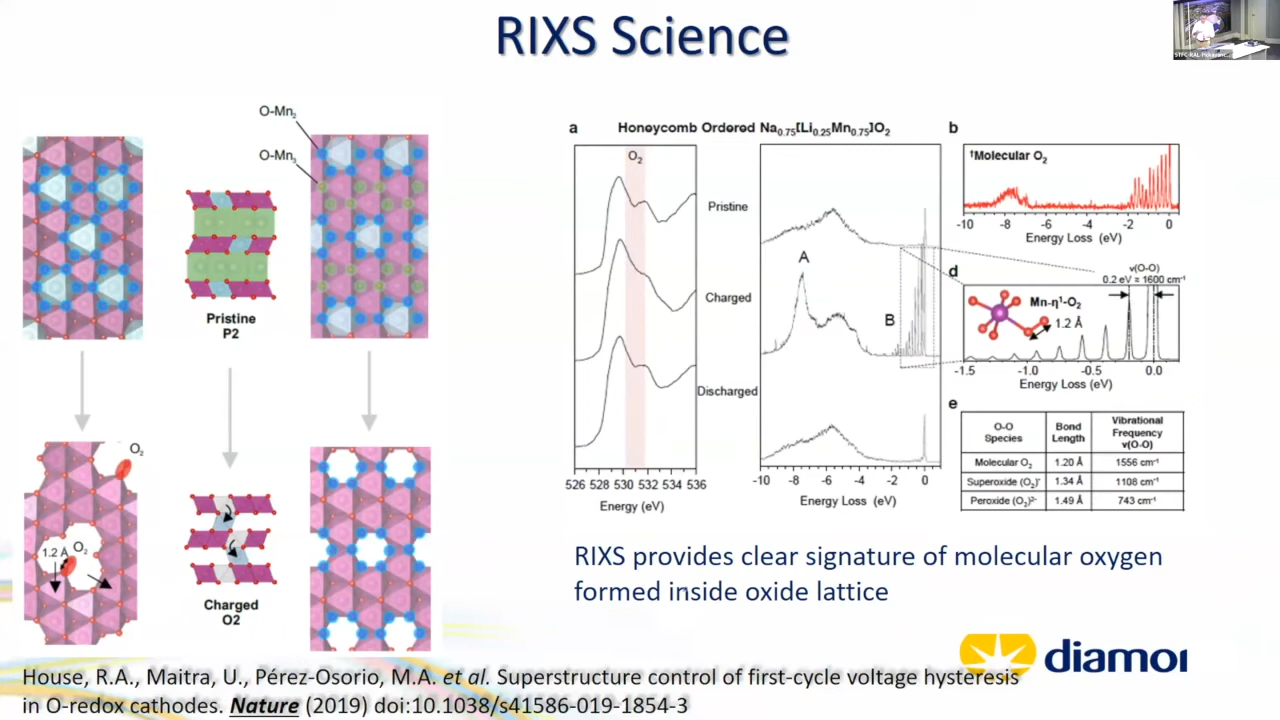 RIXS Science
STFC-RAL-Pickavance
O-Mn2
O-Mn3
Pristine
P2
O2
1.2 Å
O2
Charged
O2
a
Honeycomb Ordered Na0.75[Li0.25Mn0.75]O2
O2
Pristine
Charged
Discharged
526 528 530 532 534 536
Energy (eV)
A
B
-10 -8 -6 -4 -2 0
Energy Loss (eV)
b
†Molecular O2
-10 -8 -6 -4 -2 0
Energy Loss (eV)
d
ν(O-O)
0.2 eV ≡ 1600 cm-1
Mn-η1-O2
1.2 Å
-1.5 -1.0 -0.5 0.0
Energy Loss (eV)
e
O-O Species Bond Length Vibrational Frequency ν(O-O)
Molecular O2 1.20 Å 1556 cm-1
Superoxide (O2)- 1.34 Å 1108 cm-1
Peroxide (O2)2- 1.49 Å 743 cm-1
RIXS provides clear signature of molecular oxygen
formed inside oxide lattice
diamon
House, R.A., Maitra, U., Pérez-Osorio, M.A. et al. Superstructure control of first-cycle voltage hysteresis
in O-redox cathodes. Nature (2019) doi:10.1038/s41586-019-1854-3